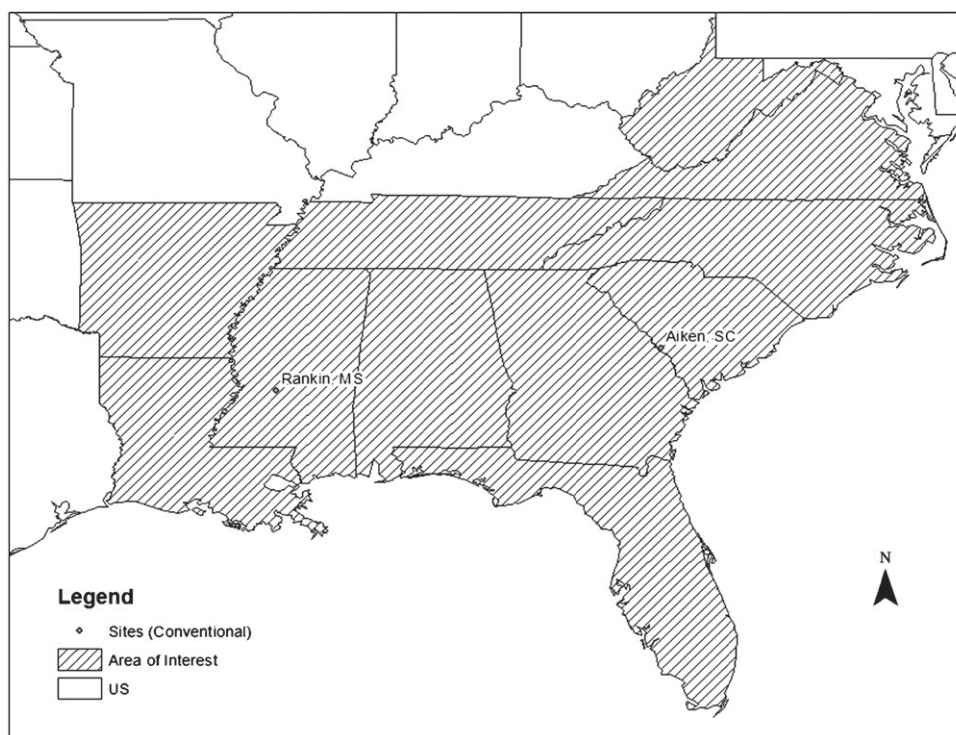 Aiken, SC
Rankin, MS
N
Legend
Sites (Conventional)
Area of Interest
US